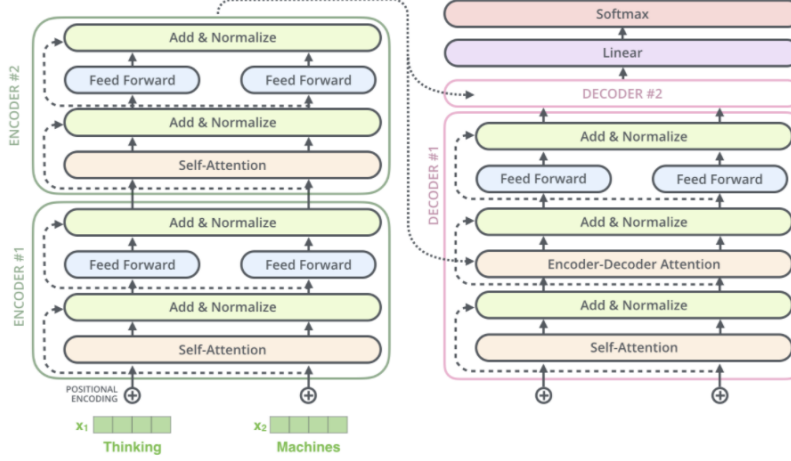 ENCODER #2
Add & Normalize
Feed Forward Feed Forward
Add & Normalize
Self-Attention
ENCODER #1
Add & Normalize
Feed Forward Feed Forward
Add & Normalize
Self-Attention
POSITIONAL
ENCODING
x1 x2
Thinking Machines
Softmax
Linear
DECODER #2
DECODER #1
Add & Normalize
Feed Forward Feed Forward
Add & Normalize
Encoder-Decoder Attention
Add & Normalize
Self-Attention